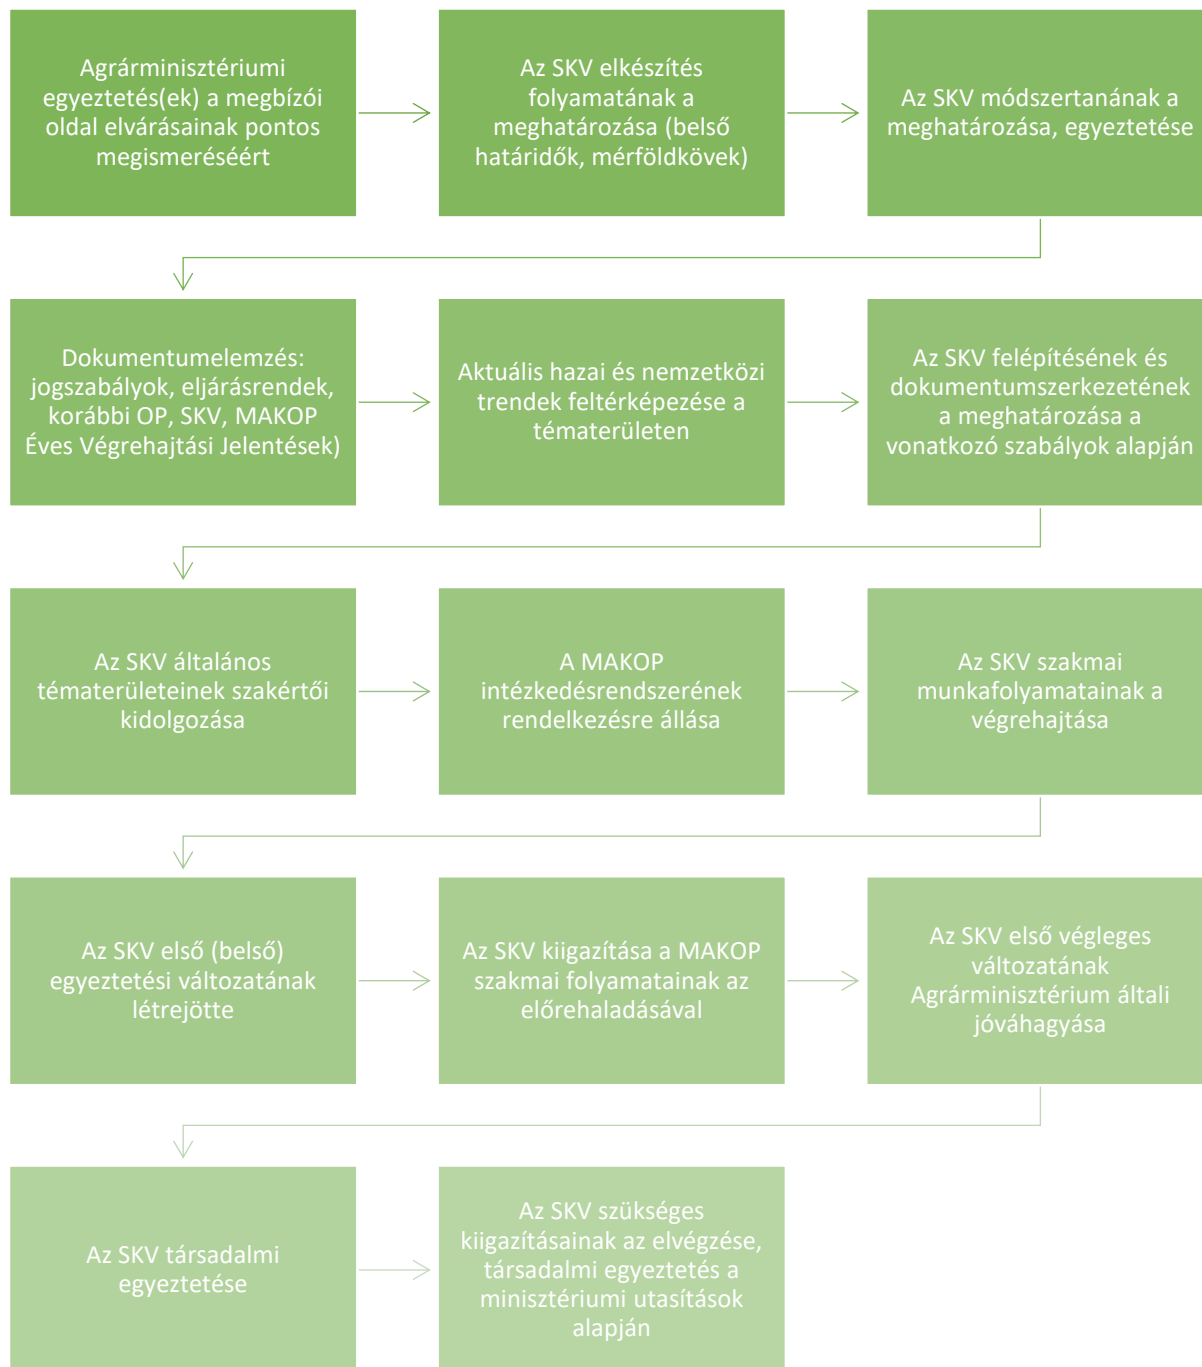 Agrárminisztériumi
egyeztetés(ek) a megbízói
oldal elvárásainak pontos
megismeréséért
Az SKV elkészítés
folyamatának a
meghatározása (belső
határidők, mérföldkövek)
Az SKV módszertanának a
meghatározása, egyeztetése
Dokumentumelemzés:
jogszabályok, eljárásrendek,
korábbi OP, SKV, MAKOP
Éves Végrehajtási Jelentések)
Aktuális hazai és nemzetközi
trendek feltérképezése a
tématerületen
Az SKV felépítésének és
dokumentumszerkezetének
a meghatározása a
vonatkozó szabályok alapján
Az SKV általános
tématerületeinek szakértői
kidolgozása
A MAKOP
intézkedésrendszerének
rendelkezésre állása
Az SKV szakmai
munkafolyamatainak a
végrehajtása
Az SKV első (belső)
egyeztetési változatának
létrejötte
Az SKV kiigazítása a MAKOP
szakmai folyamatainak az
előrehaladásával
Az SKV első végleges
változatának
Agrárminisztérium általi
jóváhagyása
Az SKV társadalmi
egyeztetése
Az SKV szükséges
kiigazításainak az elvégzése,
társadalmi egyeztetés a
minisztériumi utasítások
alapján